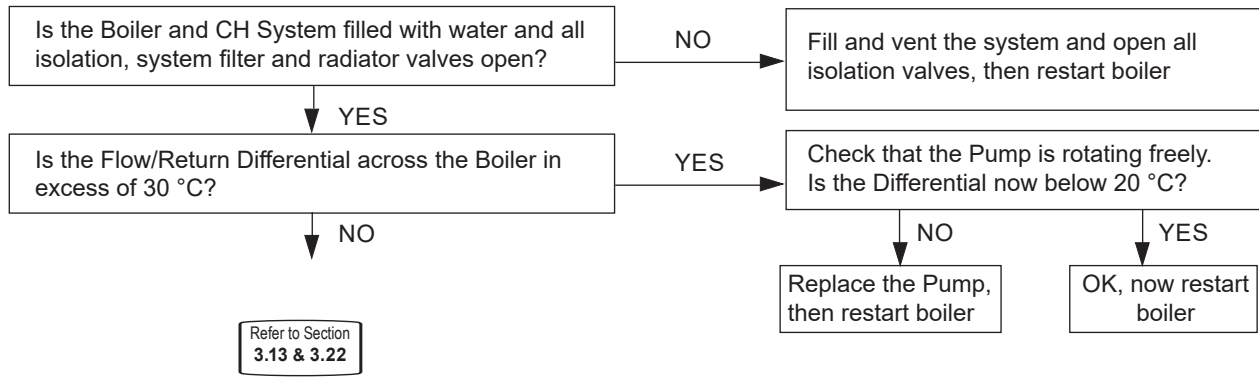 Is the Boiler and CH System filled with water and all
isolation, system filter and radiator valves open?
NO
Fill and vent the system and open all
isolation valves, then restart boiler
YES
Is the Flow/Return Differential across the Boiler in
excess of 30 °C?
YES
Check that the Pump is rotating freely.
Is the Differential now below 20 °C?
NO
NO
YES
Replace the Pump,
then restart boiler
OK, now restart
boiler
Refer to Section
3.13 & 3.22